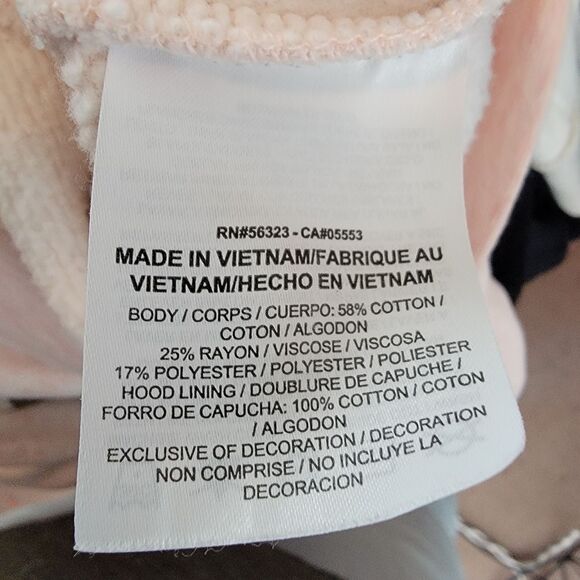 RN#56323 - CA#05553
MADE IN VIETNAM/FABRIQUE AU
VIETNAM/HECHO EN VIETNAM
BODY / CORPS / CUERPO: 58% COTTON /
COTON / ALGODON
25% RAYON / VISCOSE / VISCOSA
17% POLYESTER / POLYESTER / POLIESTER
HOOD LINING / DOUBLURE DE CAPUCHE /
FORRO DE CAPUCHA: 100% COTTON / COTON
/ ALGODON
EXCLUSIVE OF DECORATION / DECORATION
NON COMPRISE / NO INCLUYE LA
DECORACION